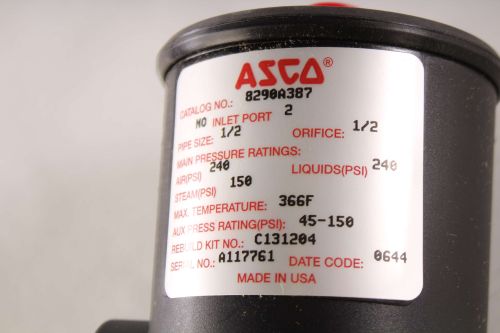 ASCO®
CATALOG NO.: 8290A387
NO INLET PORT 2
PIPE SIZE: 1/2 ORIFICE: 1/2
MAIN PRESSURE RATINGS:
AIR(PSI) 240 LIQUIDS(PSI) 240
STEAM(PSI) 150
MAX. TEMPERATURE: 366F
AUX PRESS RATING(PSI): 45-150
REBUILD KIT NO.: C131204
SERIAL NO.: A117761 DATE CODE: 0644
MADE IN USA